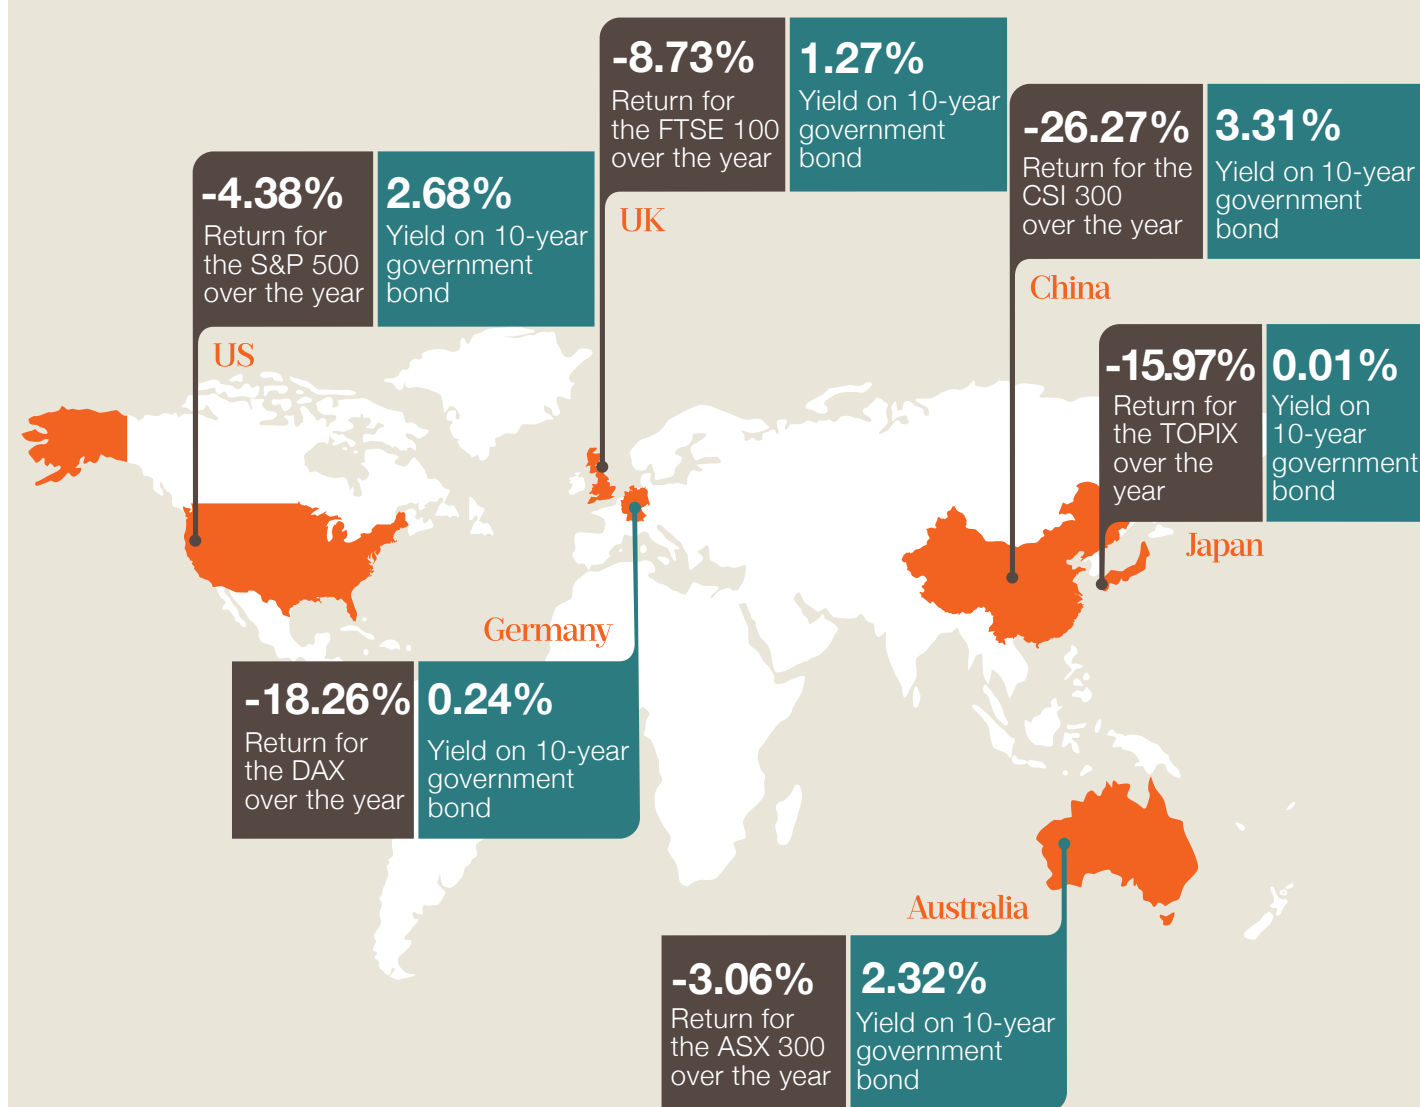 -8.73%
Return for
the FTSE 100
over the year
1.27%
Yield on 10-year
government
bond
UK
-26.27%
Return for the
CSI 300
over the year
3.31%
Yield on 10-year
government
bond
China
-4.38%
Return for
the S&P 500
over the year
2.68%
Yield on 10-year
government
bond
US
-15.97%
Return for
the TOPIX
over the
year
0.01%
Yield on
10-year
government
bond
Japan
Germany
-18.26%
Return for
the DAX
over the year
0.24%
Yield on 10-year
government
bond
Australia
-3.06%
Return for
the ASX 300
over the year
2.32%
Yield on 10-year
government
bond